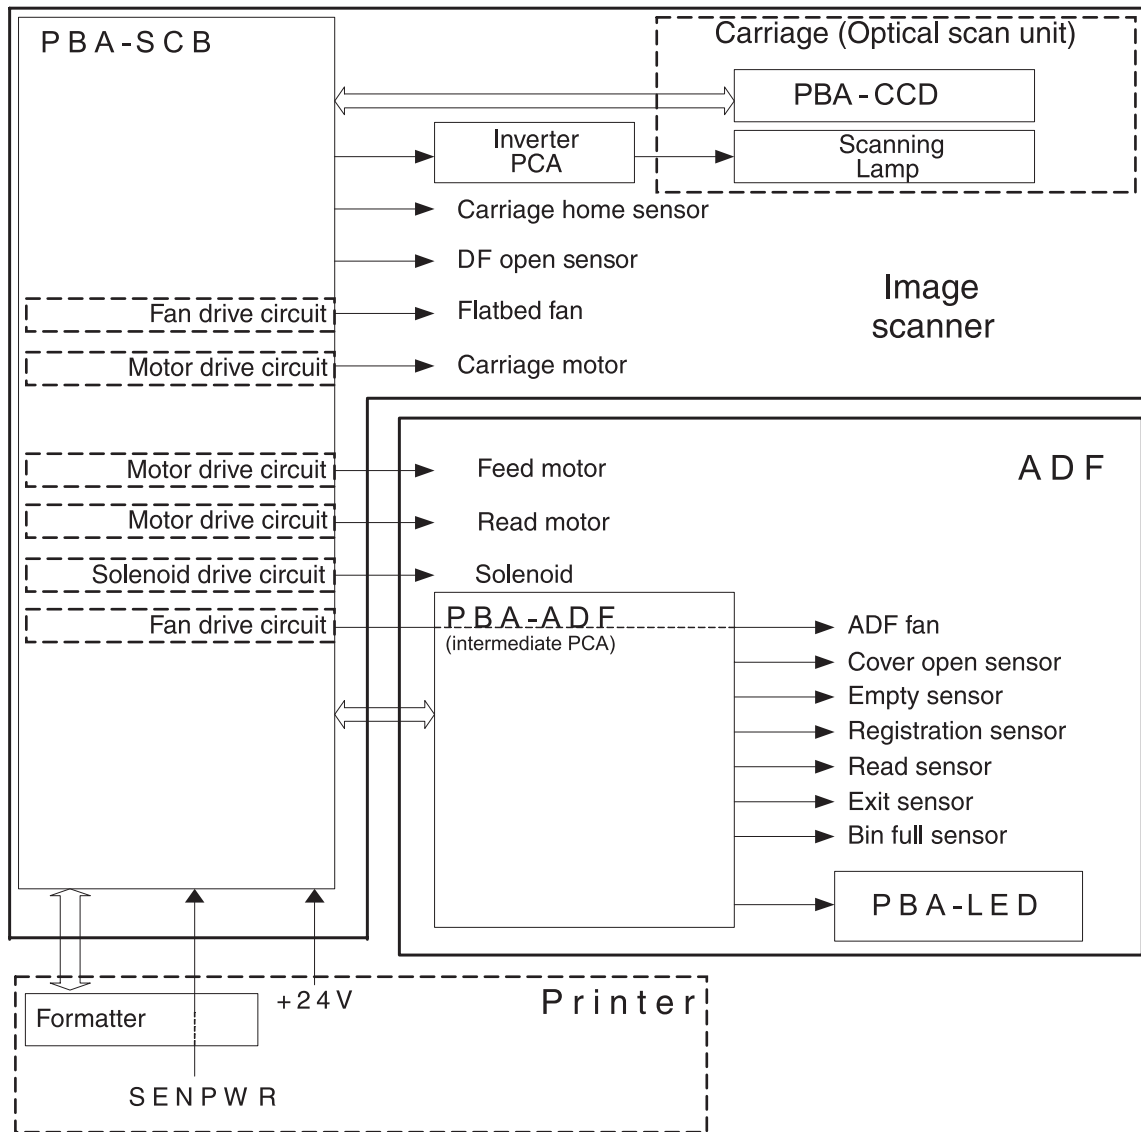 PBA-SCB
Carriage (Optical scan unit)
PBA-CCD
Inverter
PCA
Scanning
Lamp
Carriage home sensor
DF open sensor
Image
scanner
Fan drive circuit
Flatbed fan
Motor drive circuit
Carriage motor
ADF
Motor drive circuit
Feed motor
Motor drive circuit
Read motor
Solenoid drive circuit
Solenoid
Fan drive circuit
PBA-ADF
(intermediate PCA)
ADF fan
Cover open sensor
Empty sensor
Registration sensor
Read sensor
Exit sensor
Bin full sensor
PBA-LED
+24V
Printer
Formatter
SENPWR